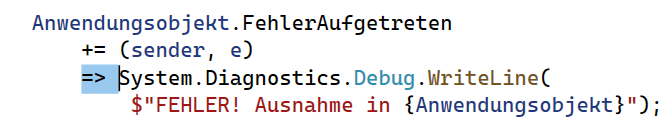 Anwendungsobjekt.FehlerAufgetreten
+= (sender, e)
=> System.Diagnostics.Debug.WriteLine(
$"FEHLER! Ausnahme in {Anwendungsobjekt}");